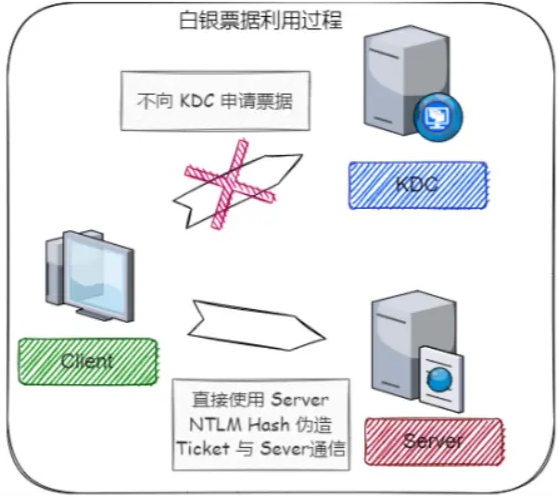 白银票据利用过程
不向 KDC 申请票据
KDC
Client
直接使用 Server
NTLM Hash 伪造
Ticket 与 Sever通信
Server